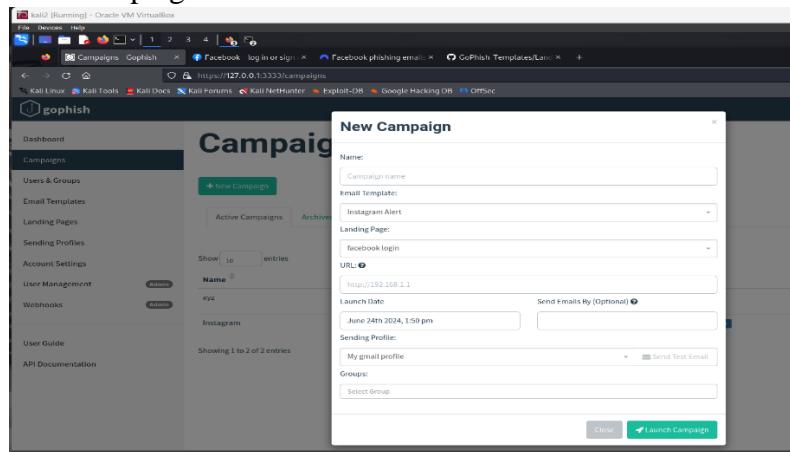 kali2 [Running] - Oracle VM VirtualBox
File Devices Help
1 2 3 4
Campaigns - Gophish × Facebook - log in or sign × Facebook phishing email × GoPhish-Templates/Land × +
https://127.0.0.1:3333/campaigns
Kali Linux Kali Tools Kali Docs Kali Forums Kali NetHunter Exploit-DB Google Hacking DB OffSec
gophish
Dashboard
Campaigns
Users & Groups
Email Templates
Landing Pages
Sending Profiles
Account Settings
User Management Admin
Webhooks Admin
User Guide
API Documentation
Campaig
+ New Campaign
Active Campaigns Archive
Show 10 entries
Name
xyz
Instagram
Showing 1 to 2 of 2 entries
New Campaign ×
Name:
Campaign name
Email Template:
Instagram Alert
Landing Page:
facebook login
URL:
http://192.168.1.1
Launch Date Send Emails By (Optional)
June 24th 2024, 1:50 pm
Sending Profile:
My gmail profile Send Test Email
Groups:
Select Group
Close Launch Campaign